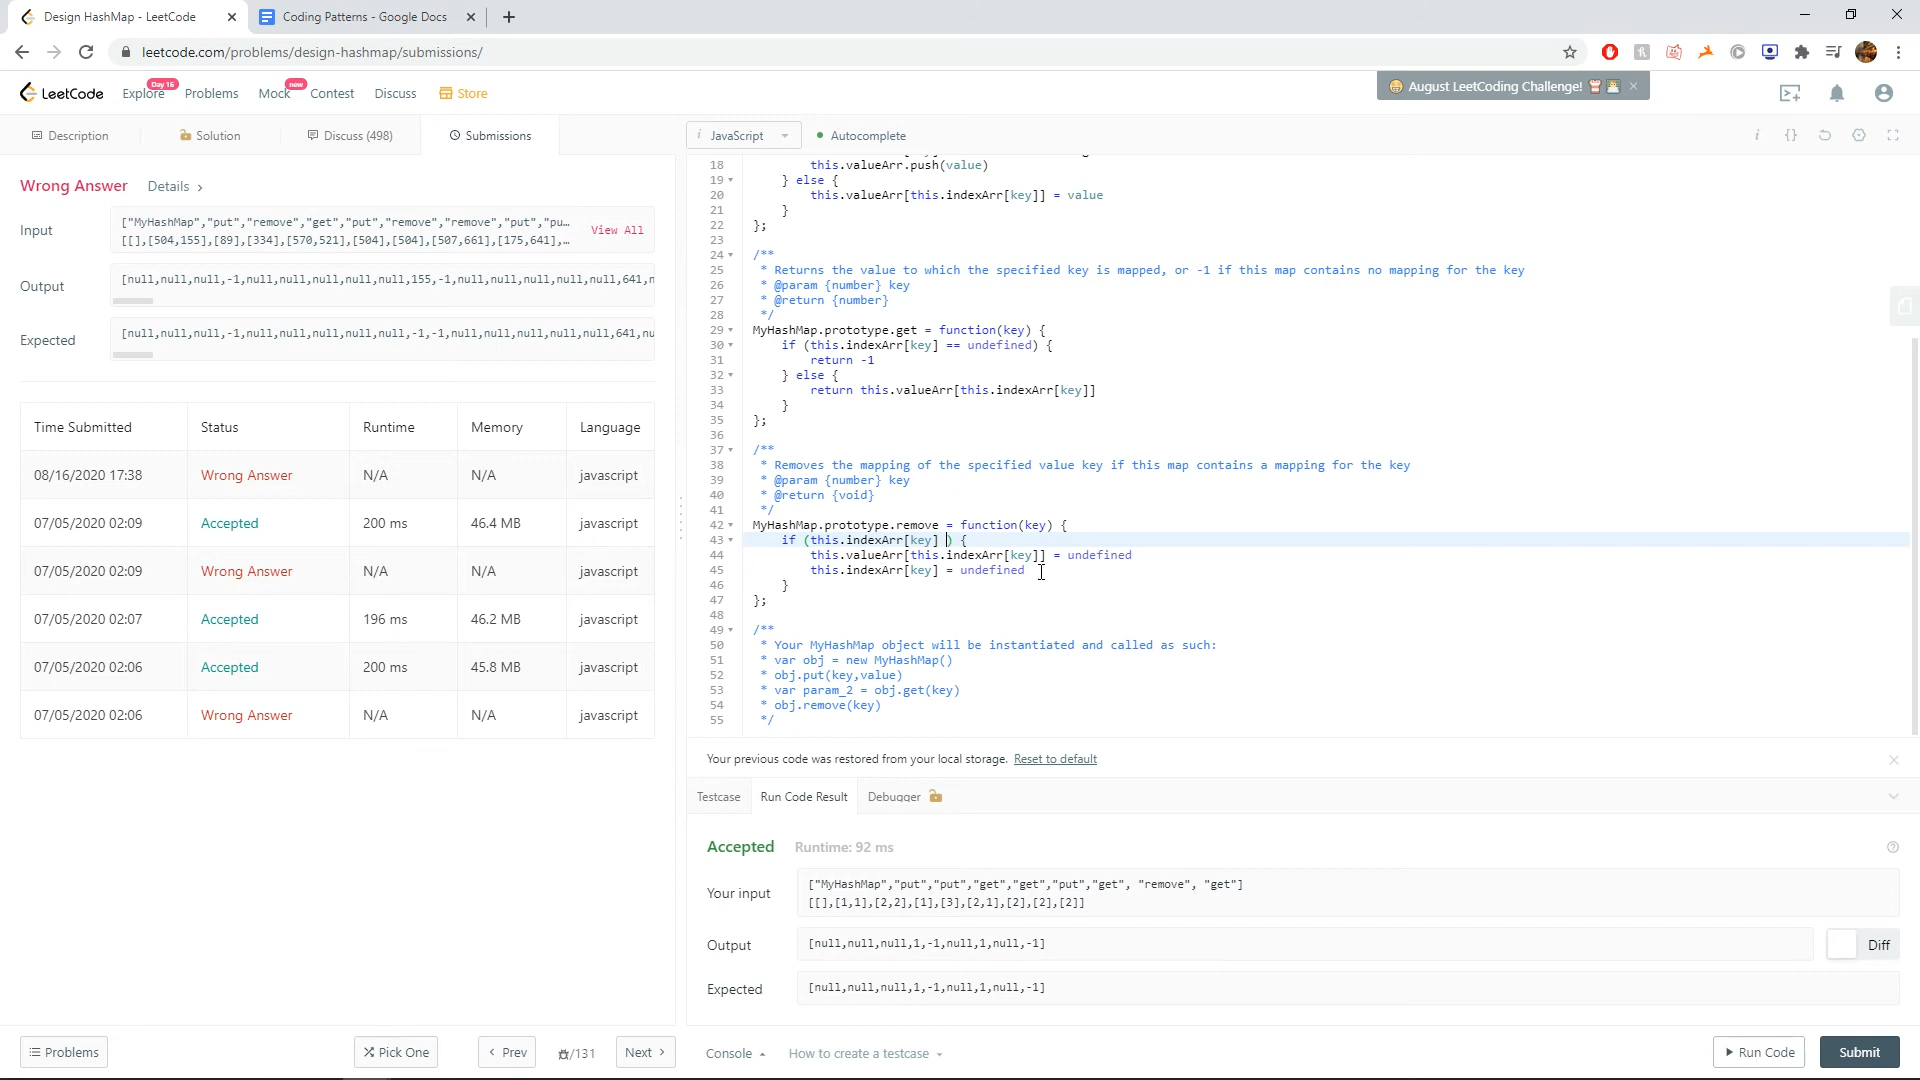 Design HashMap - LeetCode
Coding Patterns - Google Docs
leetcode.com/problems/design-hashmap/submissions/
LeetCode
Explore
Day 16
Problems
Mock
new
Contest
Discuss
Store
August LeetCoding Challenge!
Description
Solution
Discuss (498)
Submissions
i JavaScript
Autocomplete
Wrong Answer
Details
Input
["MyHashMap","put","remove","get","put","remove","remove","put","pu…
[[],[504,155],[89],[334],[570,521],[504],[504],[507,661],[175,641],…
View All
Output
[null,null,null,-1,null,null,null,null,null,155,-1,null,null,null,null,null,641,n
Expected
[null,null,null,-1,null,null,null,null,null,-1,-1,null,null,null,null,null,641,nu
Time Submitted Status Runtime Memory Language
08/16/2020 17:38 Wrong Answer N/A N/A javascript
07/05/2020 02:09 Accepted 200 ms 46.4 MB javascript
07/05/2020 02:09 Wrong Answer N/A N/A javascript
07/05/2020 02:07 Accepted 196 ms 46.2 MB javascript
07/05/2020 02:06 Accepted 200 ms 45.8 MB javascript
07/05/2020 02:06 Wrong Answer N/A N/A javascript
18 this.valueArr.push(value)
19 } else {
20 this.valueArr[this.indexArr[key]] = value
21 }
22 };
23
24 /**
25 * Returns the value to which the specified key is mapped, or -1 if this map contains no mapping for the key
26 * @param {number} key
27 * @return {number}
28 */
29 MyHashMap.prototype.get = function(key) {
30 if (this.indexArr[key] == undefined) {
31 return -1
32 } else {
33 return this.valueArr[this.indexArr[key]]
34 }
35 };
36
37 /**
38 * Removes the mapping of the specified value key if this map contains a mapping for the key
39 * @param {number} key
40 * @return {void}
41 */
42 MyHashMap.prototype.remove = function(key) {
43 if (this.indexArr[key] ) {
44 this.valueArr[this.indexArr[key]] = undefined
45 this.indexArr[key] = undefined
46 }
47 };
48
49 /**
50 * Your MyHashMap object will be instantiated and called as such:
51 * var obj = new MyHashMap()
52 * obj.put(key,value)
53 * var param_2 = obj.get(key)
54 * obj.remove(key)
55 */
Your previous code was restored from your local storage. Reset to default
Testcase
Run Code Result
Debugger
Accepted
Runtime: 92 ms
Your input
["MyHashMap","put","put","get","get","put","get", "remove", "get"]
[[],[1,1],[2,2],[1],[3],[2,1],[2],[2],[2]]
Output
[null,null,null,1,-1,null,1,null,-1]
Diff
Expected
[null,null,null,1,-1,null,1,null,-1]
Problems
Pick One
Prev
/131
Next
Console
How to create a testcase
Run Code
Submit